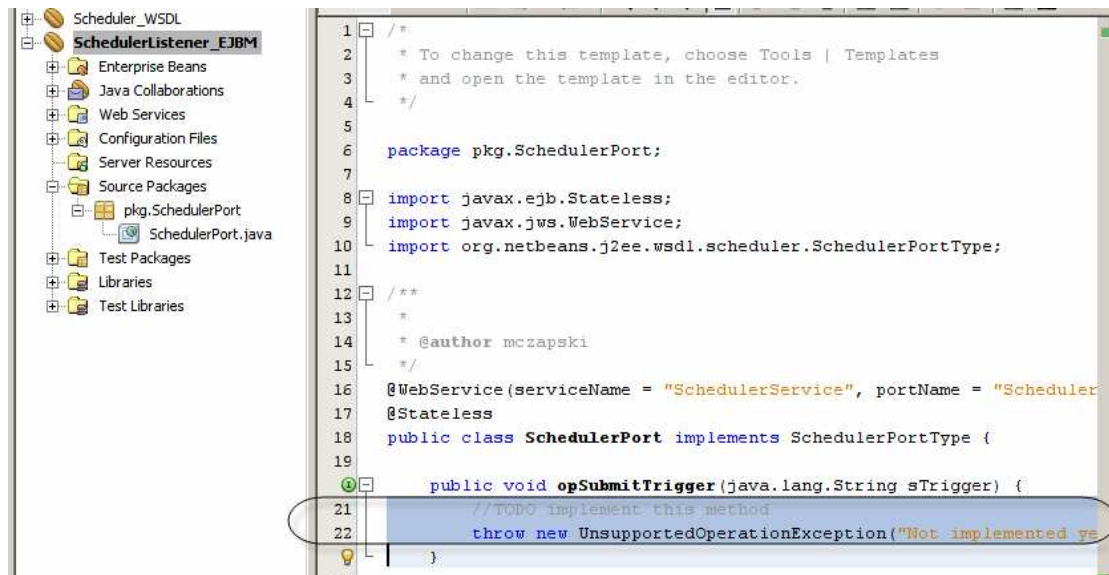 Scheduler_WSDL
SchedulerListener_EJBM
Enterprise Beans
Java Collaborations
Web Services
Configuration Files
Server Resources
Source Packages
pkg.SchedulerPort
SchedulerPort.java
Test Packages
Libraries
Test Libraries
1 /*
2 * To change this template, choose Tools | Templates
3 * and open the template in the editor.
4 */
5
6 package pkg.SchedulerPort;
7
8 import javax.ejb.Stateless;
9 import javax.jws.WebService;
10 import org.netbeans.j2ee.wsdl.scheduler.SchedulerPortType;
11
12 /**
13 *
14 * @author mczapski
15 */
16 @WebService(serviceName = "SchedulerService", portName = "Scheduler
17 @Stateless
18 public class SchedulerPort implements SchedulerPortType {
19
public void opSubmitTrigger(java.lang.String sTrigger) {
21 //TODO implement this method
22 throw new UnsupportedOperationException("Not implemented ye
}